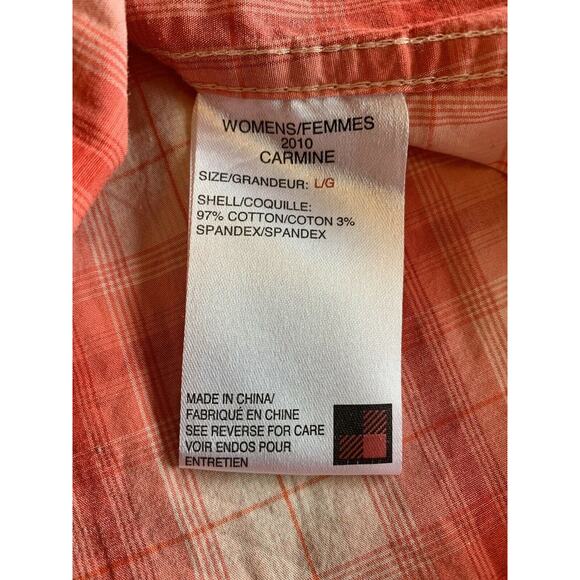 WOMENS/FEMMES
2010
CARMINE
SIZE/GRANDEUR: L/G
SHELL/COQUILLE:
97% COTTON/COTON 3%
SPANDEX/SPANDEX
MADE IN CHINA/
FABRIQUÉ EN CHINE
SEE REVERSE FOR CARE
VOIR ENDOS POUR
ENTRETIEN